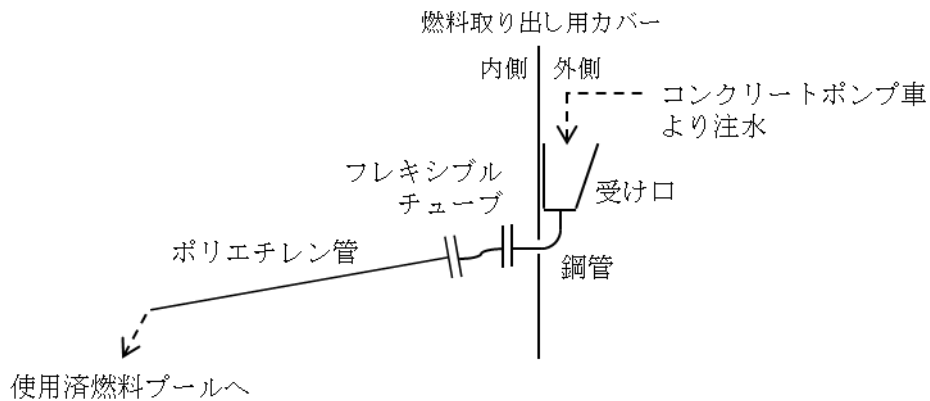 燃料取り出し用カバー
内側
外側
コンクリートポンプ車
より注水
フレキシブル
チューブ
受け口
ポリエチレン管
鋼管
使用済燃料プールへ